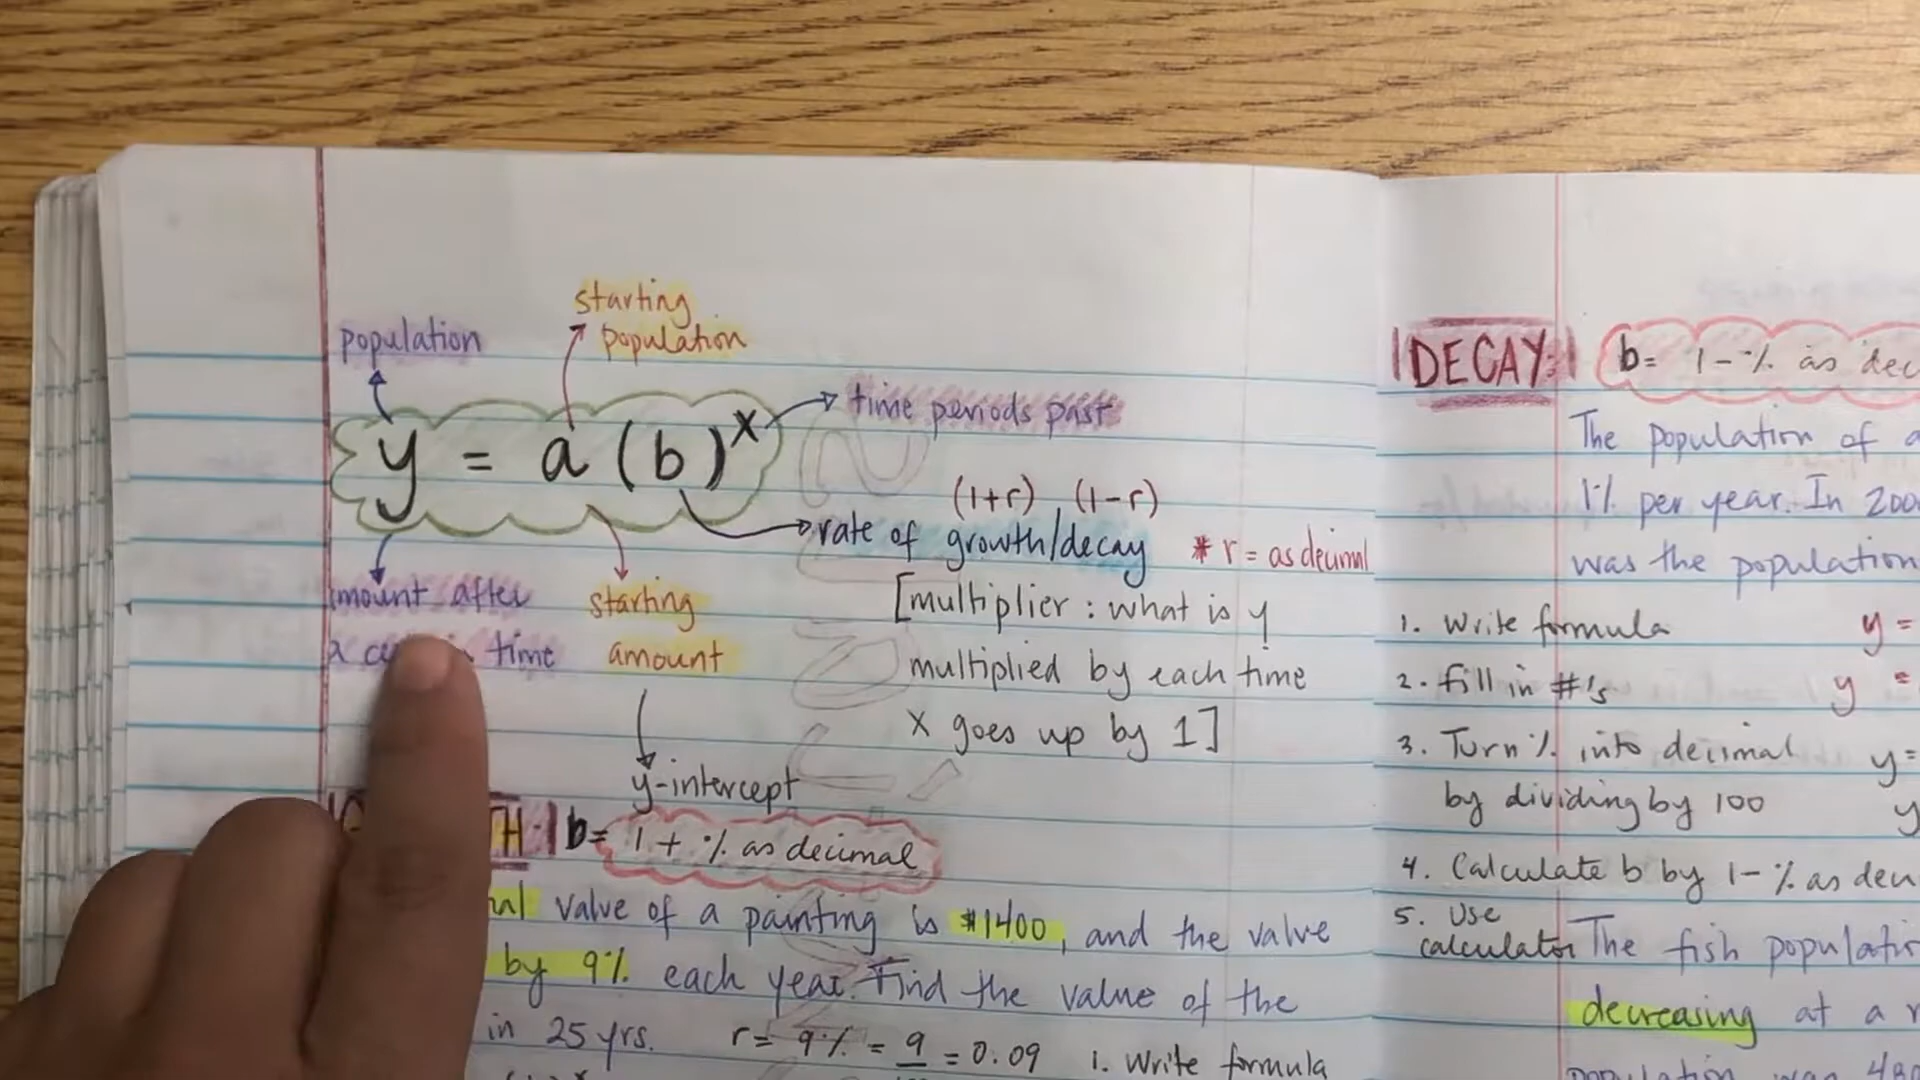 starting
population
population
time periods past
y = a (b)^x
(1+r) (1-r)
rate of growth/decay * r = as decimal
mount after
starting
[multiplier : what is y
a time
amount
multiplied by each time
x goes up by 1]
y-intercept
H: b= 1 + % as decimal
value of a painting is $1400, and the value
by 9% each year. Find the value of the
in 25 yrs. r = 9% = 9 = 0.09 1. Write formula
DECAY: b= 1 - % as dec
The population of a
1% per year. In 200
was the population
1. Write formula y =
2. fill in #'s y =
3. Turn % into decimal y=
by dividing by 100 y
4. Calculate b by 1 - % as deci
5. Use
calculator The fish populatio
decreasing at a r
population was 480